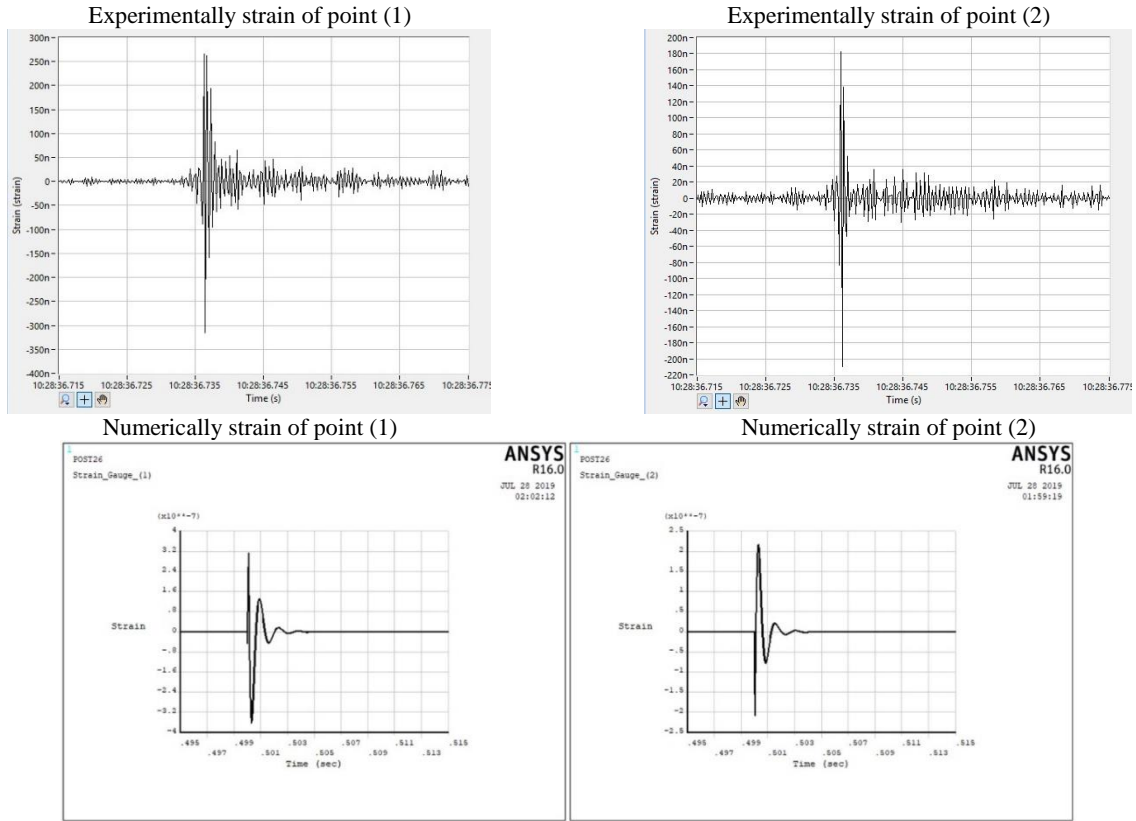 Experimentally strain of point (1)
Experimentally strain of point (2)
300n
250n
200n
150n
100n
50n
0
-50n
-100n
-150n
-200n
-250n
-300n
-350n
-400n
Strain (strain)
10:28:36.715 10:28:36.725 10:28:36.735 10:28:36.745 10:28:36.755 10:28:36.765 10:28:36.775
Time (s)
200n
180n
160n
140n
120n
100n
80n
60n
40n
20n
0
-20n
-40n
-60n
-80n
-100n
-120n
-140n
-160n
-180n
-200n
-220n
Strain (strain)
10:28:36.715 10:28:36.725 10:28:36.735 10:28:36.745 10:28:36.755 10:28:36.765 10:28:36.775
Time (s)
Numerically strain of point (1)
Numerically strain of point (2)
1
POST26
Strain_Gauge_(1)
ANSYS
R16.0
JUL 28 2019
02:02:12
(x10**-7)
4
3.2
2.4
1.6
.8
0
-.8
-1.6
-2.4
-3.2
-4
Strain
.495 .499 .503 .507 .511 .515
.497 .501 .505 .509 .513
Time (sec)
1
POST26
Strain_Gauge_(2)
ANSYS
R16.0
JUL 28 2019
01:59:19
(x10**-7)
2.5
2
1.5
1
.5
0
-.5
-1
-1.5
-2
-2.5
Strain
.495 .499 .503 .507 .511 .515
.497 .501 .505 .509 .513
Time (sec)